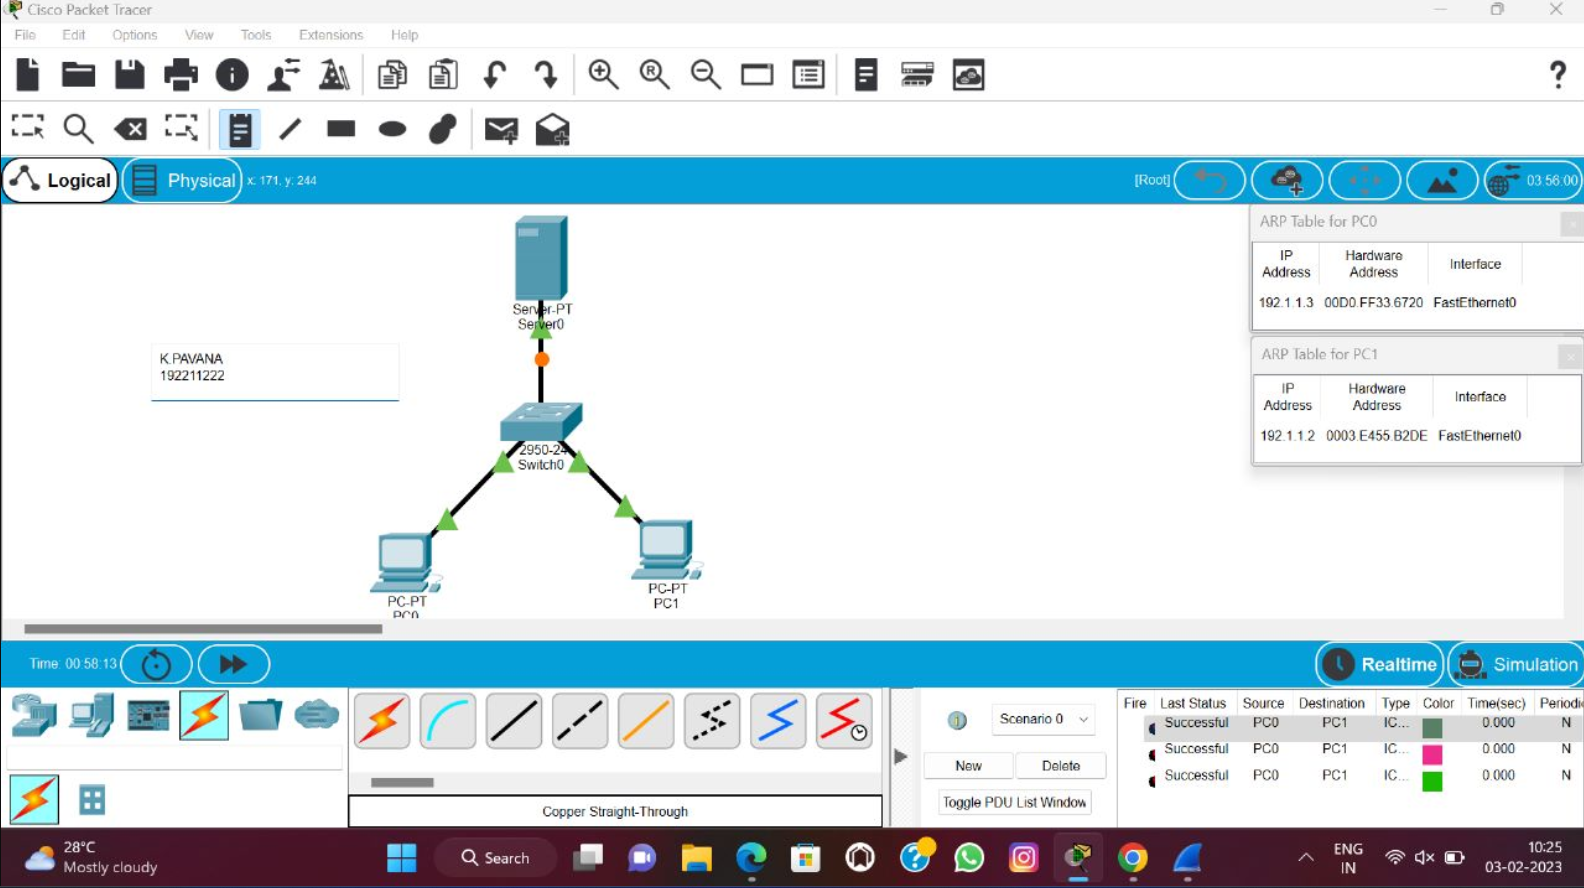 Cisco Packet Tracer
File Edit Options View Tools Extensions Help
Logical
Physical
x: 171, y: 244
[Root]
03:56:00
Server-PT
Server0
K.PAVANA
192211222
2950-24
Switch0
PC-PT
PC0
PC-PT
PC1
ARP Table for PC0
IP Address Hardware Address Interface
192.1.1.3 00D0.FF33.6720 FastEthernet0
ARP Table for PC1
IP Address Hardware Address Interface
192.1.1.2 0003.E455.B2DE FastEthernet0
Time: 00:58:13
Realtime
Simulation
Copper Straight-Through
Scenario 0
New
Delete
Toggle PDU List Window
Fire Last Status Source Destination Type Color Time(sec) Periodic
Successful PC0 PC1 IC... 0.000 N
Successful PC0 PC1 IC... 0.000 N
Successful PC0 PC1 IC... 0.000 N
28°C
Mostly cloudy
Search
ENG
IN
10:25
03-02-2023